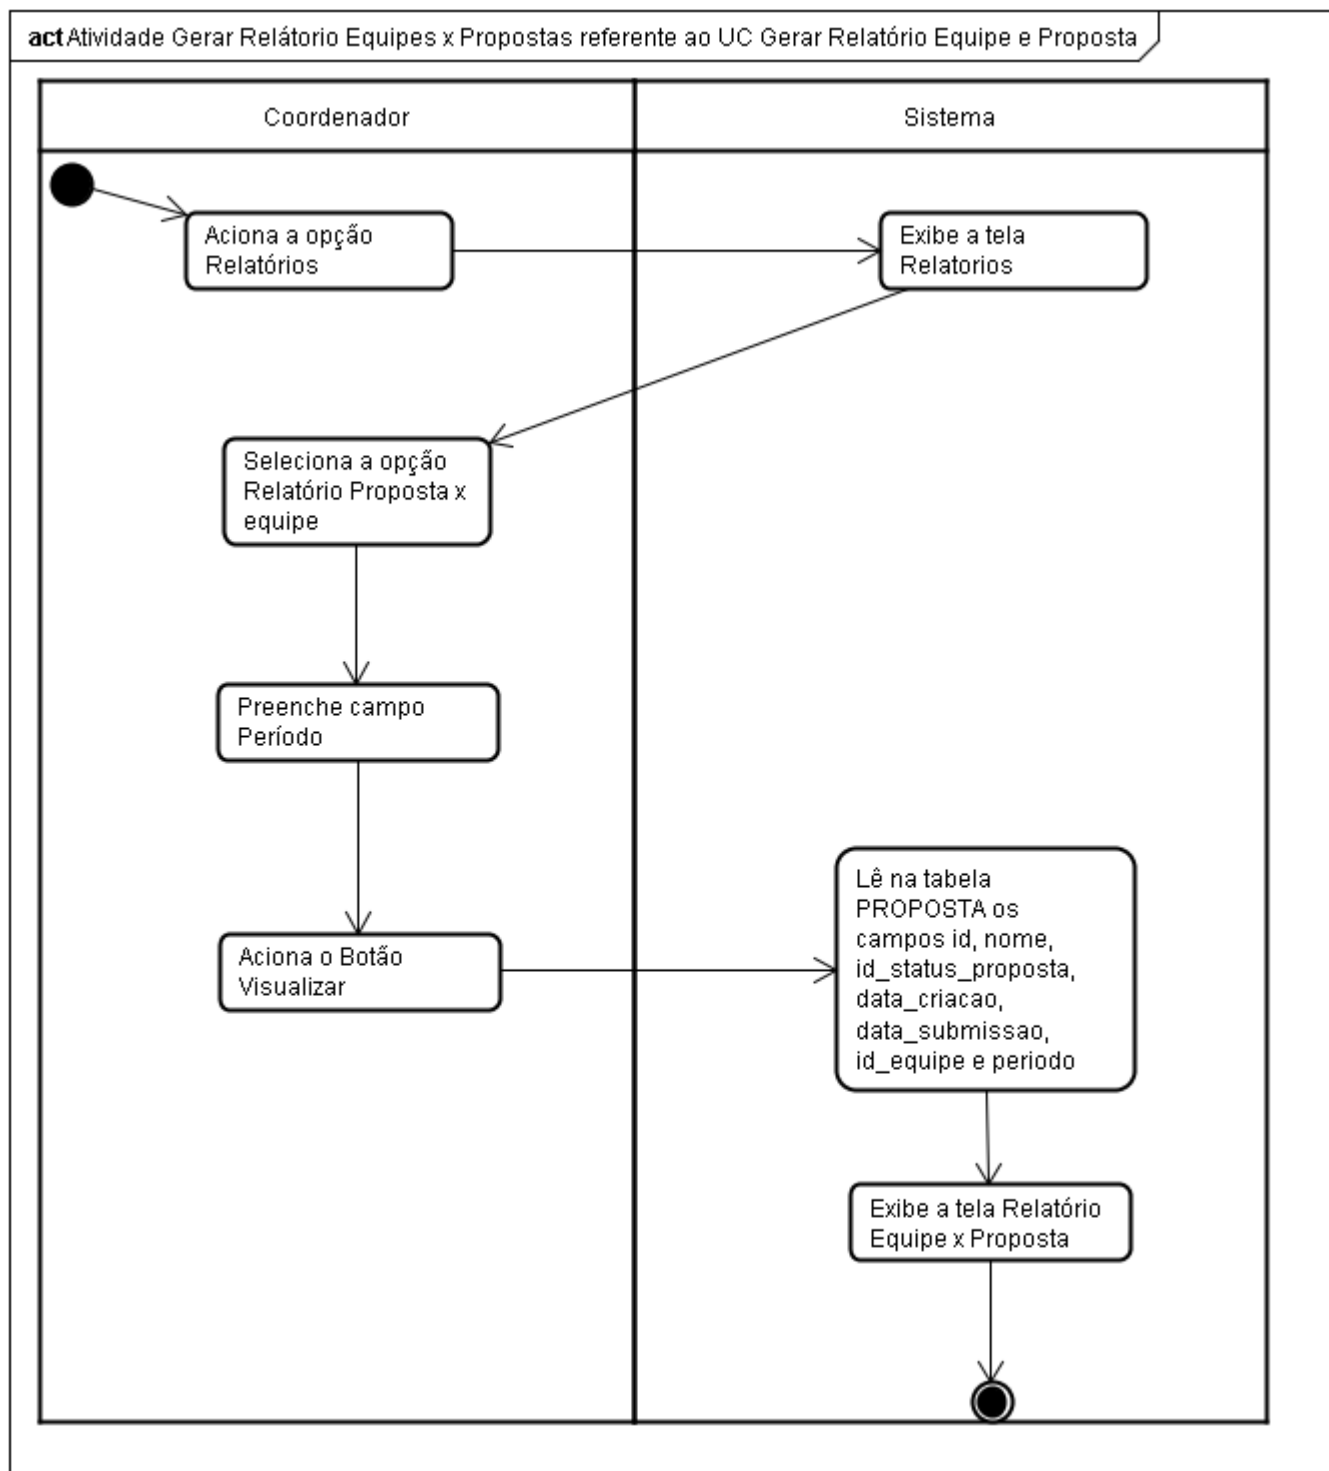 act Atividade Gerar Relátorio Equipes x Propostas referente ao UC Gerar Relatório Equipe e Proposta
Coordenador
Sistema
Aciona a opção
Relatórios
Exibe a tela
Relatorios
Seleciona a opção
Relatório Proposta x
equipe
Preenche campo
Período
Aciona o Botão
Visualizar
Lê na tabela
PROPOSTA os
campos id, nome,
id_status_proposta,
data_criacao,
data_submissao,
id_equipe e periodo
Exibe a tela Relatório
Equipe x Proposta